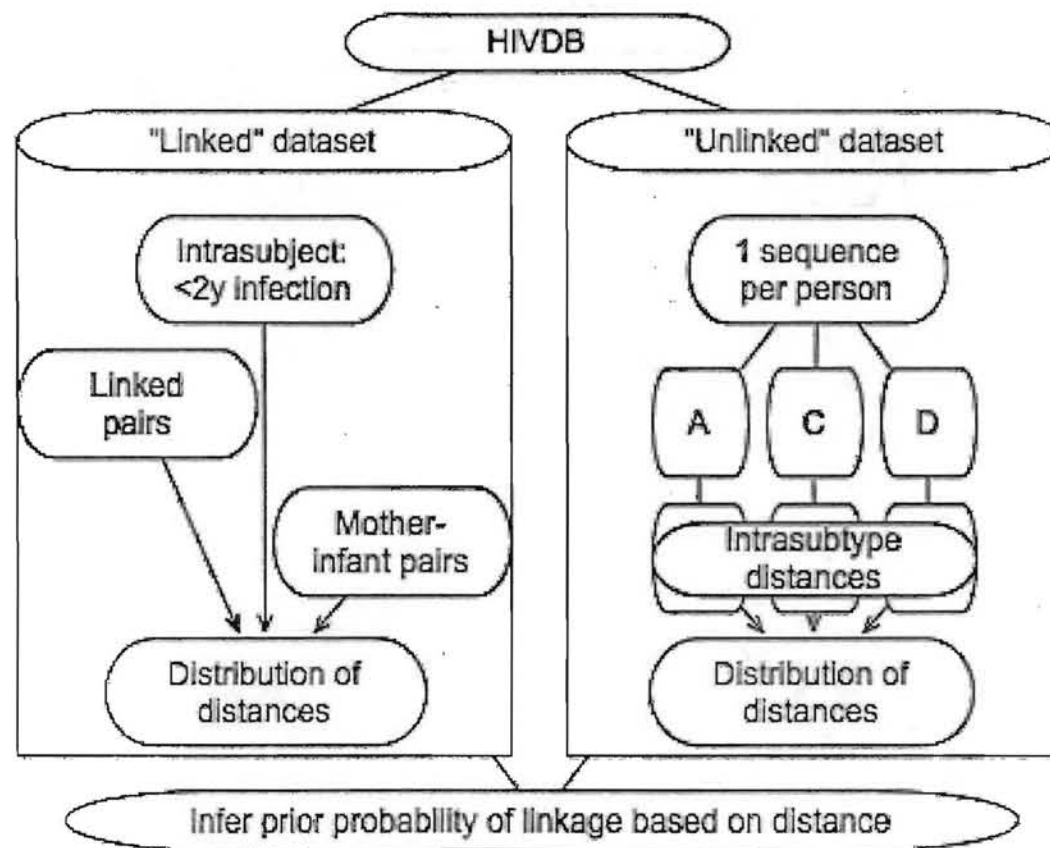 HIVDB
"Linked" dataset
"Unlinked" dataset
Intrasubject:
<2y infection
Linked
pairs
Mother-
infant pairs
Distribution of
distances
1 sequence
per person
A
C
D
Intrasubtype
distances
Distribution of
distances
Infer prior probability of linkage based on distance